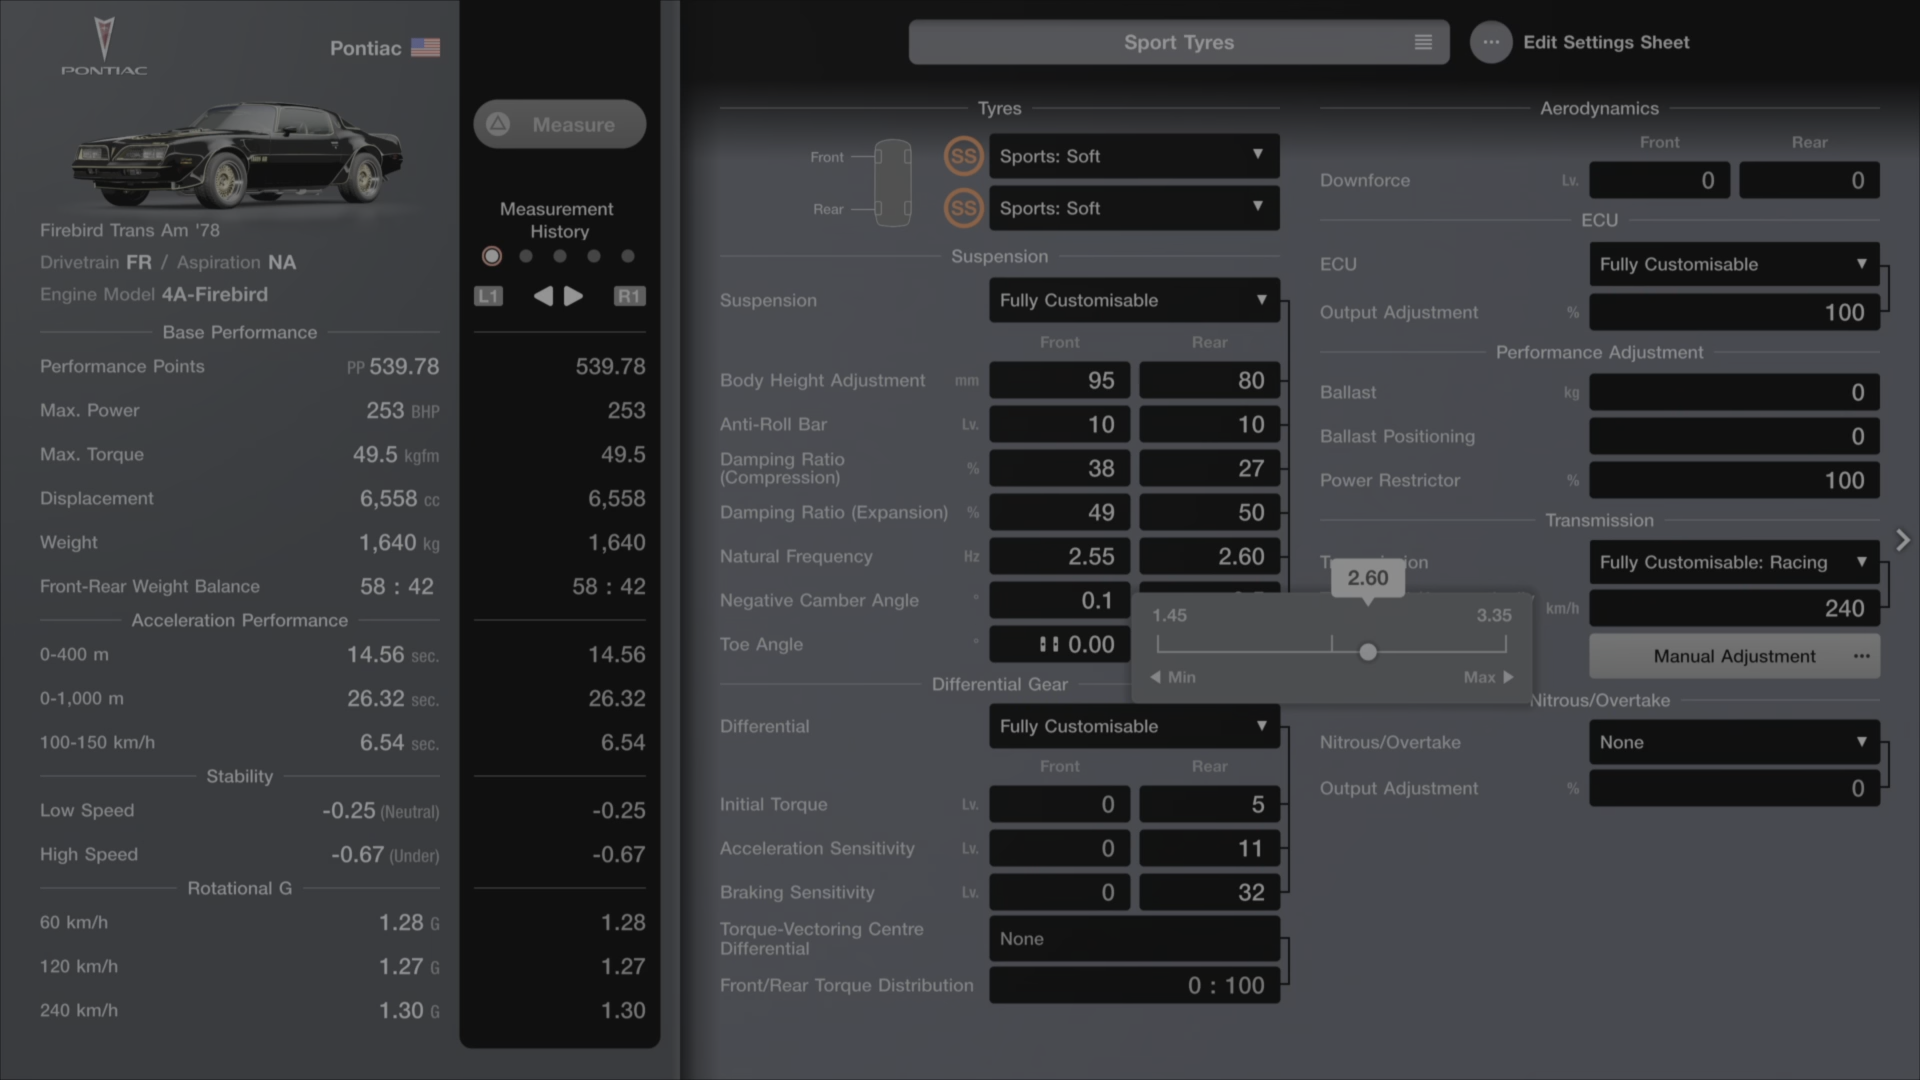 PONTIAC
Pontiac
Firebird Trans Am '78
Drivetrain FR / Aspiration NA
Engine Model 4A-Firebird
Base Performance
Performance Points PP 539.78
Max. Power 253 BHP
Max. Torque 49.5 kgfm
Displacement 6,558 cc
Weight 1,640 kg
Front-Rear Weight Balance 58 : 42
Acceleration Performance
0-400 m 14.56 sec.
0-1,000 m 26.32 sec.
100-150 km/h 6.54 sec.
Stability
Low Speed -0.25 (Neutral)
High Speed -0.67 (Under)
Rotational G
60 km/h 1.28 G
120 km/h 1.27 G
240 km/h 1.30 G
Measure
Measurement
History
L1 R1
539.78
253
49.5
6,558
1,640
58 : 42
14.56
26.32
6.54
-0.25
-0.67
1.28
1.27
1.30
Sport Tyres
Edit Settings Sheet
Tyres
Front SS Sports: Soft
Rear SS Sports: Soft
Suspension
Suspension Fully Customisable
Front Rear
Body Height Adjustment mm 95 80
Anti-Roll Bar Lv. 10 10
Damping Ratio
(Compression) % 38 27
Damping Ratio (Expansion) % 49 50
Natural Frequency Hz 2.55 2.60
Negative Camber Angle ° 0.1
Toe Angle ° 0.00
2.60
1.45 3.35
Min Max
Differential Gear
Differential Fully Customisable
Front Rear
Initial Torque Lv. 0 5
Acceleration Sensitivity Lv. 0 11
Braking Sensitivity Lv. 0 32
Torque-Vectoring Centre
Differential None
Front/Rear Torque Distribution 0 : 100
Aerodynamics
Front Rear
Downforce Lv. 0 0
ECU
ECU Fully Customisable
Output Adjustment % 100
Performance Adjustment
Ballast kg 0
Ballast Positioning 0
Power Restrictor % 100
Transmission
Fully Customisable: Racing
km/h 240
Manual Adjustment
Nitrous/Overtake
Nitrous/Overtake None
Output Adjustment % 0